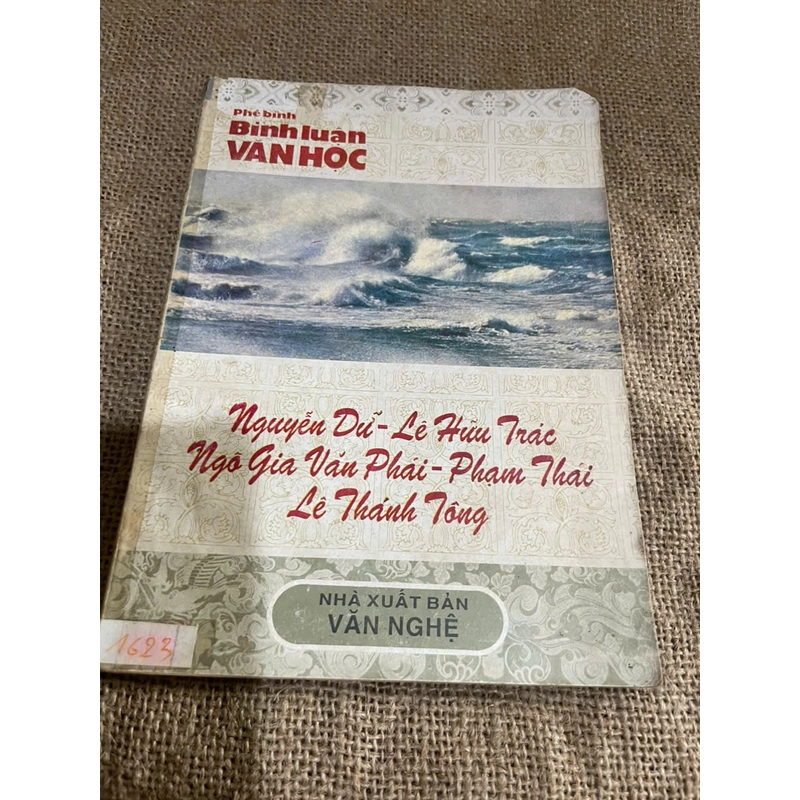 Phê bình
Bình luận
VĂN HỌC
Nguyễn Dữ - Lê Hữu Trác
Ngô Gia Văn Phái - Phạm Thái
Lê Thánh Tông
NHÀ XUẤT BẢN
VĂN NGHỆ
1623